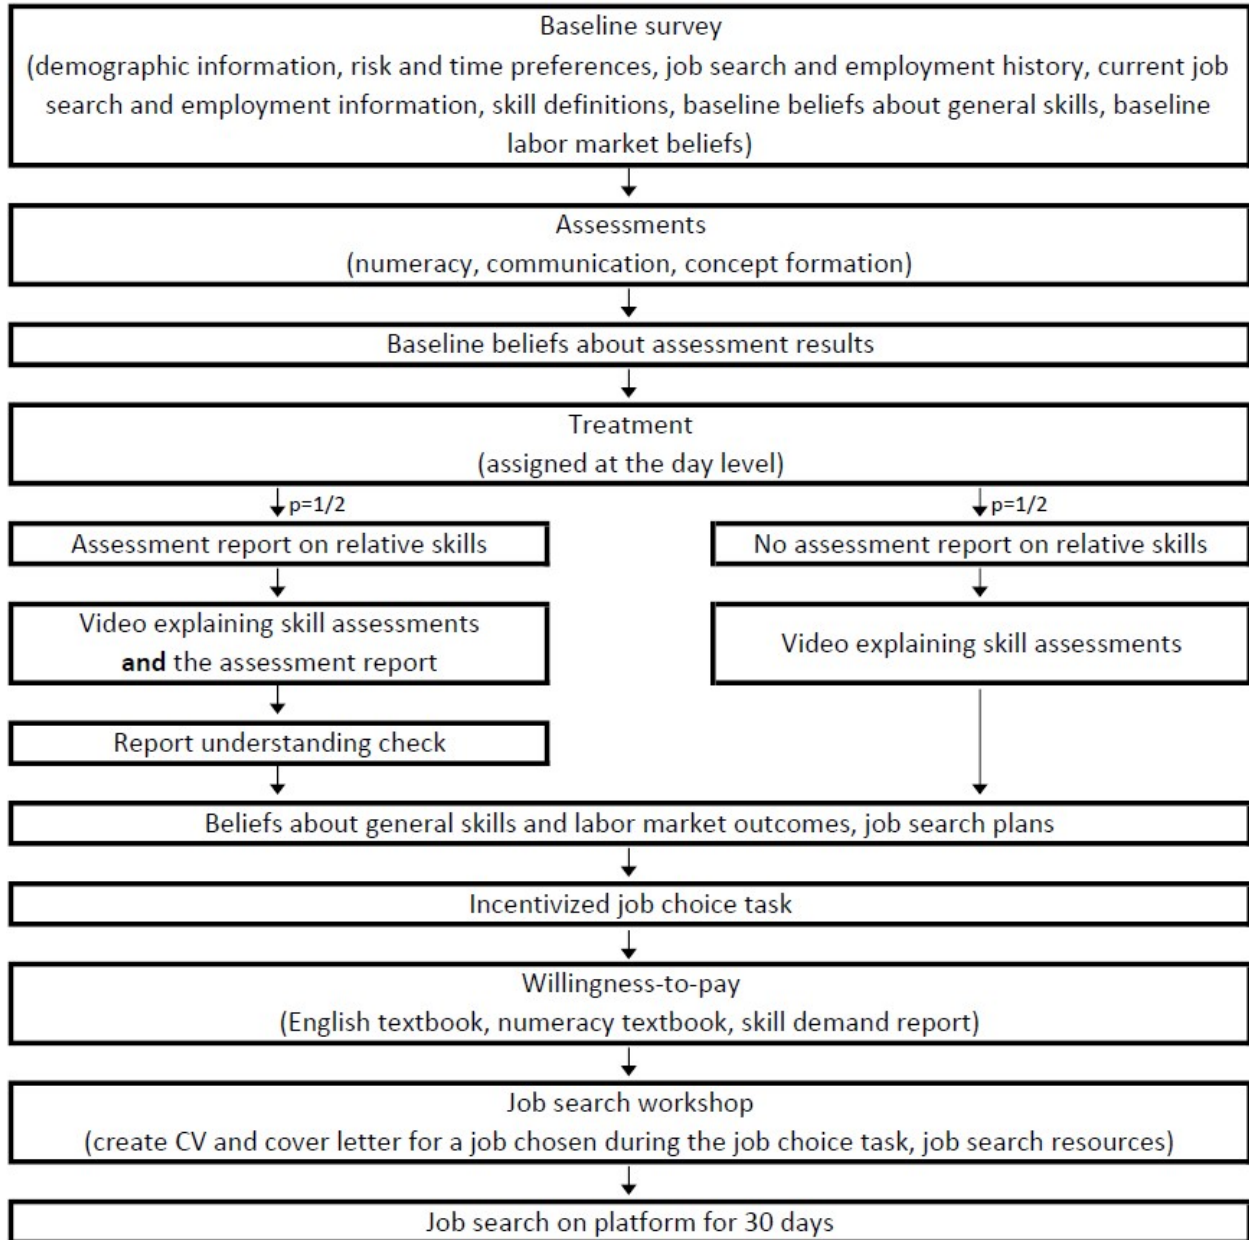 Baseline survey
(demographic information, risk and time preferences, job search and employment history, current job
search and employment information, skill definitions, baseline beliefs about general skills, baseline
labor market beliefs)
Assessments
(numeracy, communication, concept formation)
Baseline beliefs about assessment results
Treatment
(assigned at the day level)
p=1/2
p=1/2
Assessment report on relative skills
No assessment report on relative skills
Video explaining skill assessments
and the assessment report
Video explaining skill assessments
Report understanding check
Beliefs about general skills and labor market outcomes, job search plans
Incentivized job choice task
Willingness-to-pay
(English textbook, numeracy textbook, skill demand report)
Job search workshop
(create CV and cover letter for a job chosen during the job choice task, job search resources)
Job search on platform for 30 days